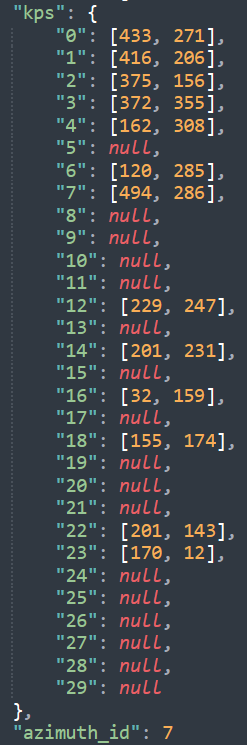 "kps": {
"0": [433, 271],
"1": [416, 206],
"2": [375, 156],
"3": [372, 355],
"4": [162, 308],
"5": null,
"6": [120, 285],
"7": [494, 286],
"8": null,
"9": null,
"10": null,
"11": null,
"12": [229, 247],
"13": null,
"14": [201, 231],
"15": null,
"16": [32, 159],
"17": null,
"18": [155, 174],
"19": null,
"20": null,
"21": null,
"22": [201, 143],
"23": [170, 12],
"24": null,
"25": null,
"26": null,
"27": null,
"28": null,
"29": null
},
"azimuth_id": 7